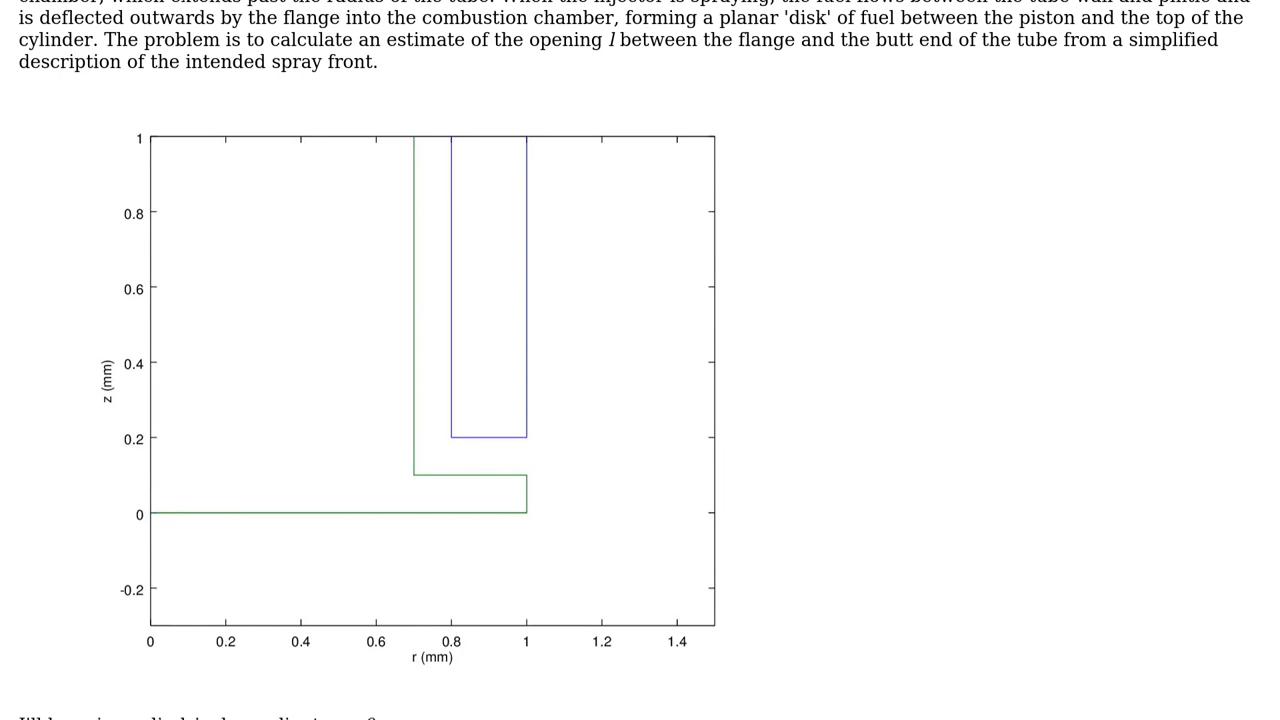 is deflected outwards by the flange into the combustion chamber, forming a planar 'disk' of fuel between the piston and the top of the
cylinder. The problem is to calculate an estimate of the opening l between the flange and the butt end of the tube from a simplified
description of the intended spray front.
1
0.8
0.6
0.4
0.2
0
-0.2
z (mm)
0 0.2 0.4 0.6 0.8 1 1.2 1.4
r (mm)